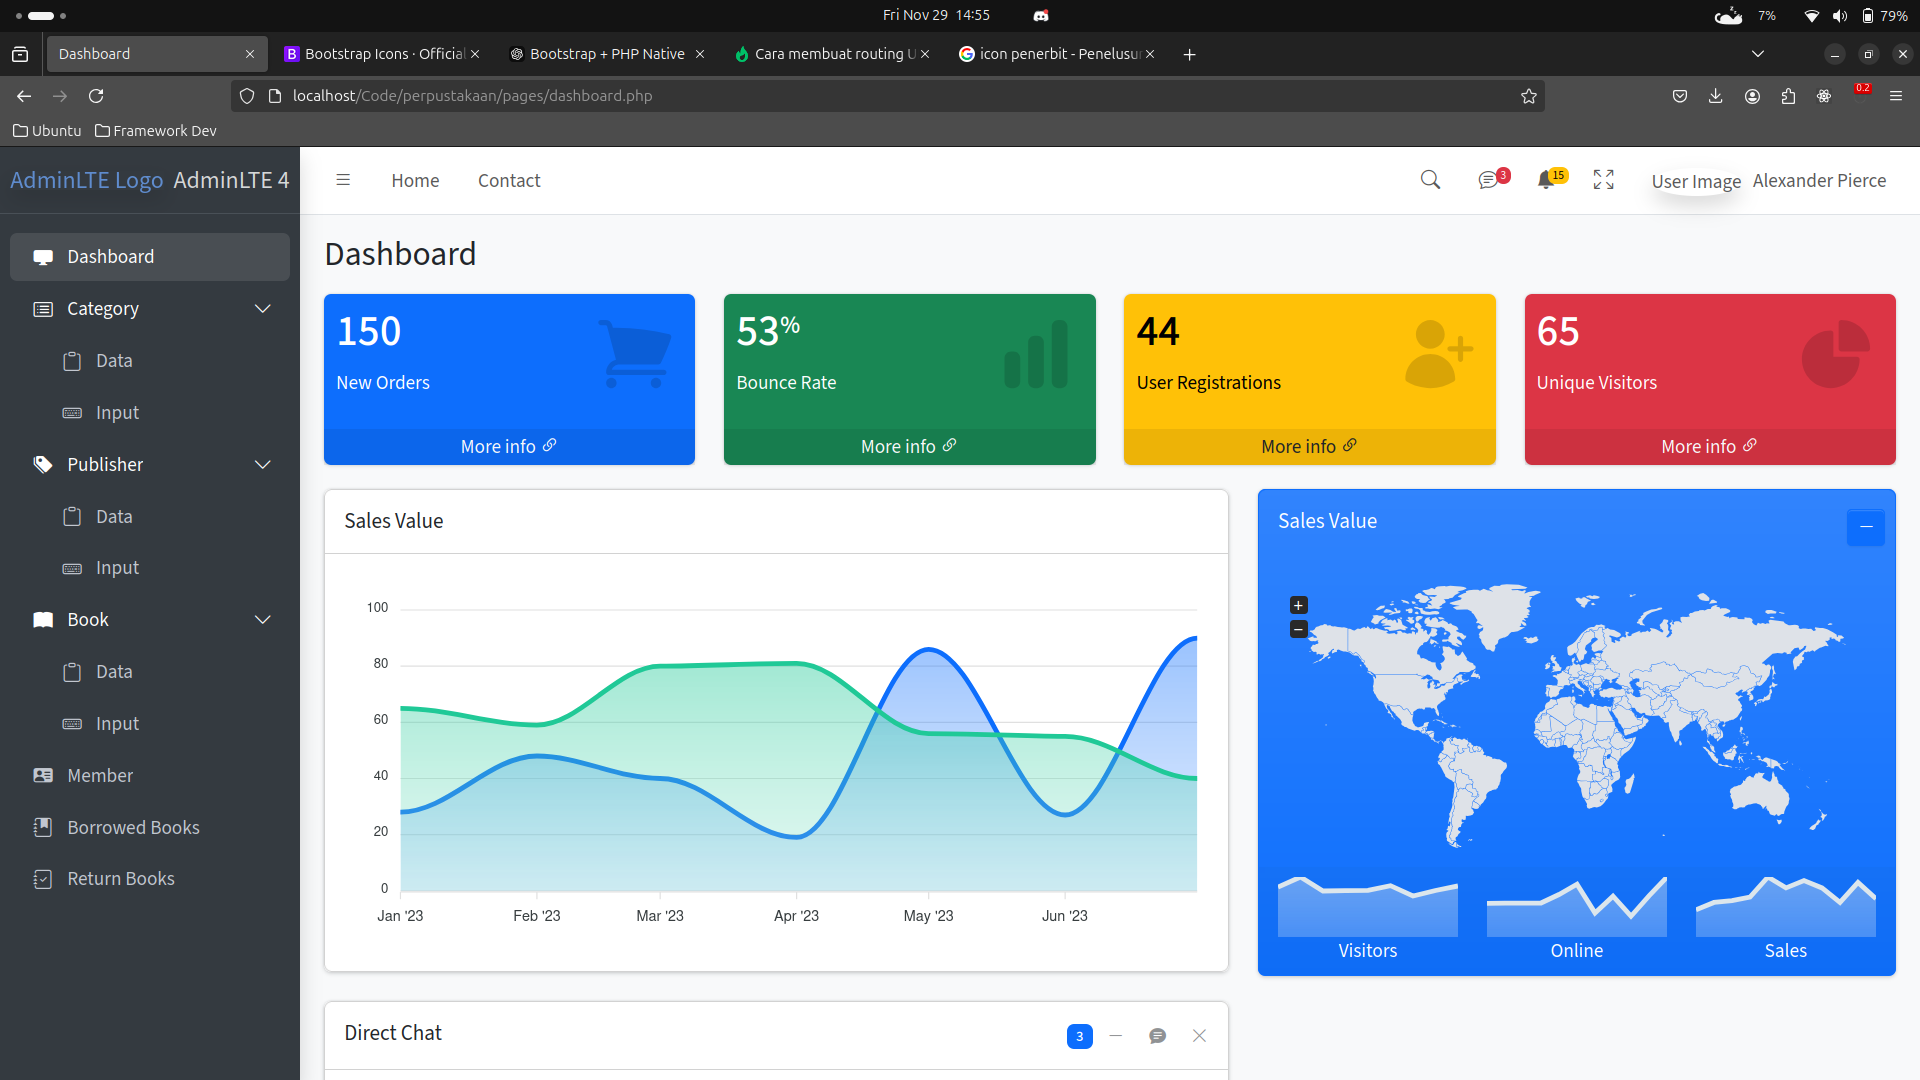 Fri Nov 29 14:55
7%
79%
Dashboard
Bootstrap Icons · Official
Bootstrap + PHP Native
Cara membuat routing U
icon penerbit - Penelusur
localhost/Code/perpustakaan/pages/dashboard.php
0.2
Ubuntu
Framework Dev
AdminLTE Logo AdminLTE 4
Home
Contact
3
15
User Image Alexander Pierce
Dashboard
Category
Data
Input
Publisher
Data
Input
Book
Data
Input
Member
Borrowed Books
Return Books
Dashboard
150
New Orders
More info
53%
Bounce Rate
More info
44
User Registrations
More info
65
Unique Visitors
More info
Sales Value
100
80
60
40
20
0
Jan '23
Feb '23
Mar '23
Apr '23
May '23
Jun '23
Sales Value
+
−
Visitors
Online
Sales
Direct Chat
3